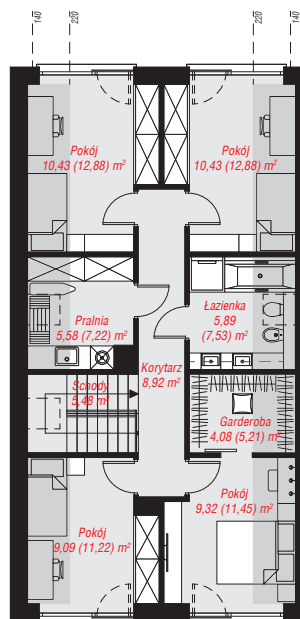 140
220
220
140
Pokój
10,43 (12,88) m²
Pokój
10,43 (12,88) m²
Pralnia
5,58 (7,22) m²
Łazienka
5,89
(7,53) m²
Korytarz
8,92 m²
Schody
5,48 m²
Garderoba
4,08 (5,21) m²
Pokój
9,09 (11,22) m²
Pokój
9,32 (11,45) m²